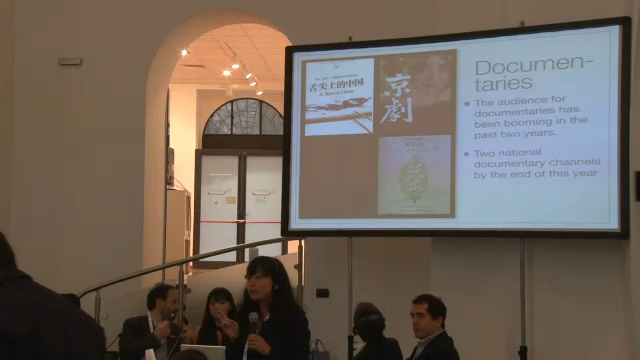 舌尖上的中国
A Bite of China
京劇
茶
Documen-
taries
The audience for
documentaries has
been booming in the
past two years.
Two national
documentary channels
by the end of this year